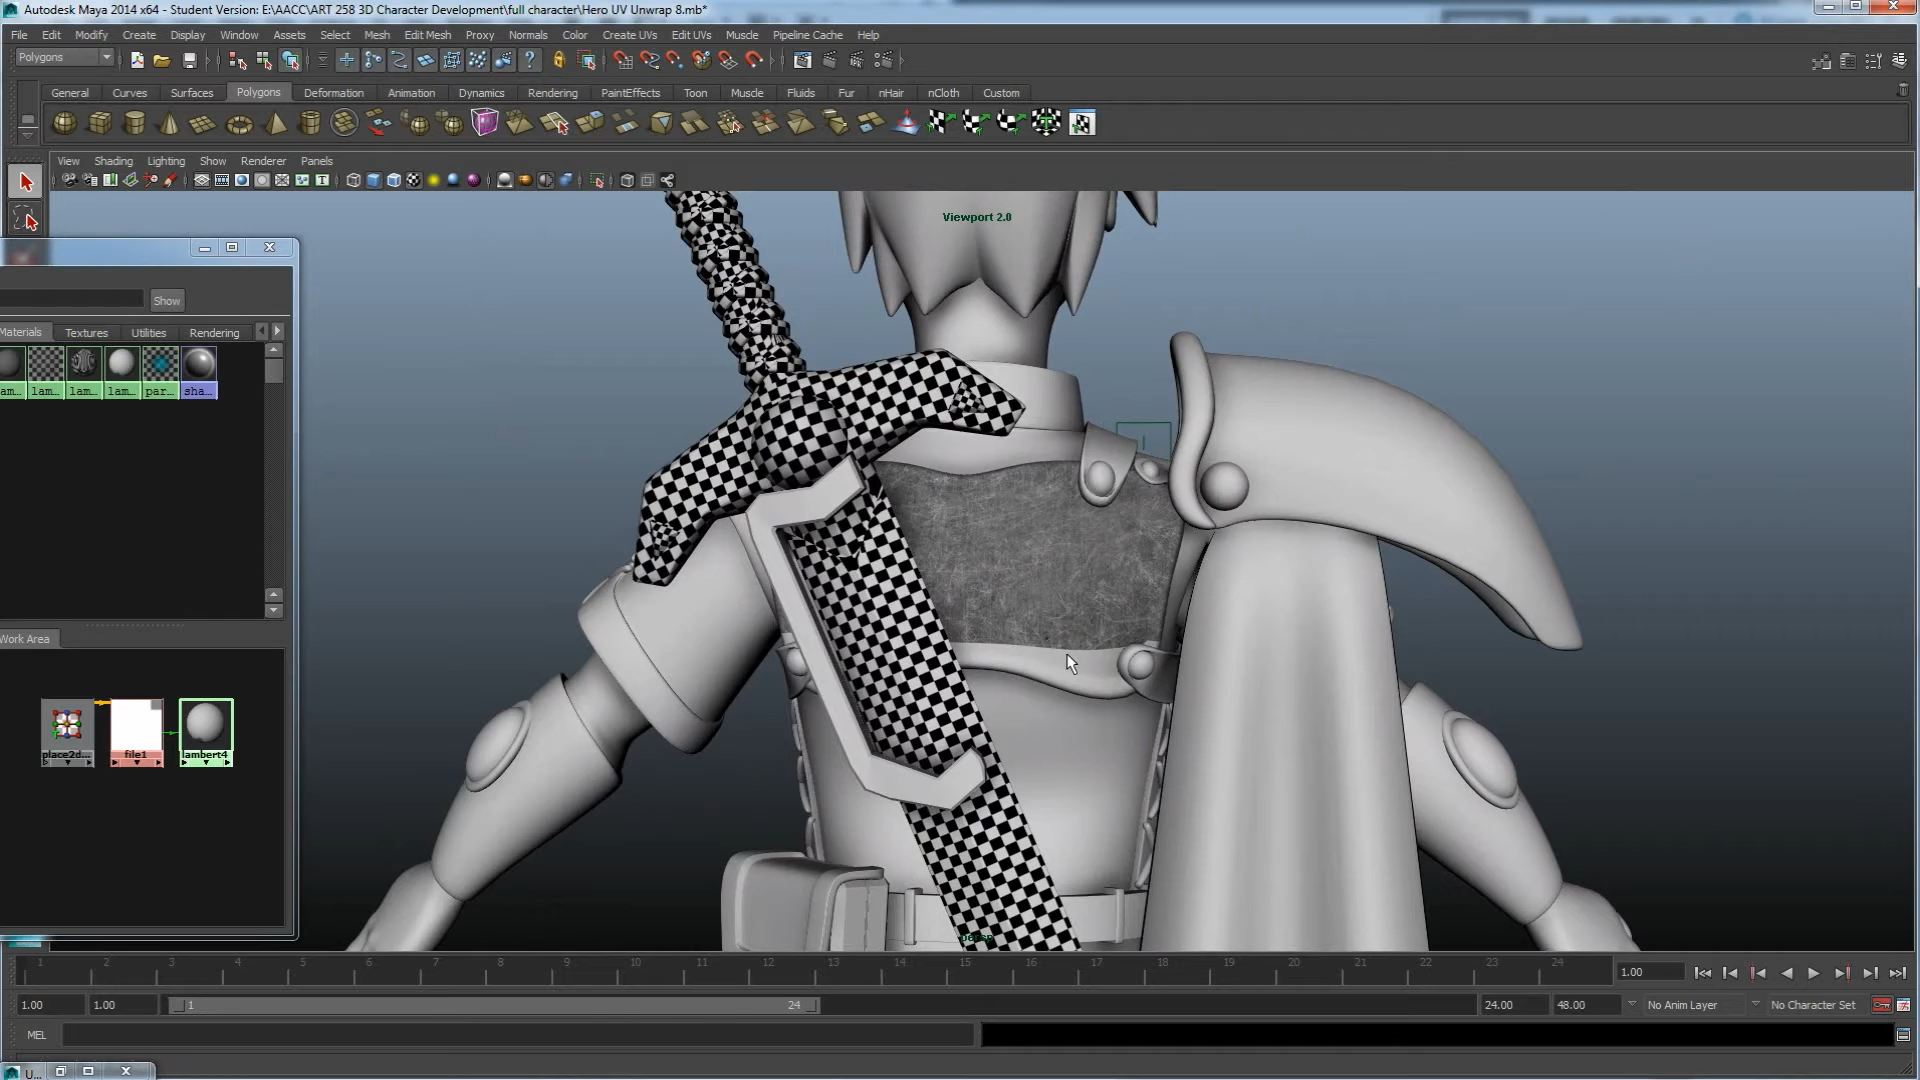 Autodesk Maya 2014 x64 - Student Version: E:\AACC\ART 258 3D Character Development\full character\Hero UV Unwrap 8.mb*
File Edit Modify Create Display Window Assets Select Mesh Edit Mesh Proxy Normals Color Create UVs Edit UVs Muscle Pipeline Cache Help
Polygons
General Curves Surfaces Polygons Deformation Animation Dynamics Rendering PaintEffects Toon Muscle Fluids Fur nHair nCloth Custom
View Shading Lighting Show Renderer Panels
Viewport 2.0
Show
Materials Textures Utilities Rendering
am... lam... lam... lam... par... sha...
Work Area
place2d... file1 lambert4
persp
1 2 3 4 5 6 7 8 9 10 11 12 13 14 15 16 17 18 19 20 21 22 23 24 1.00
1.00 1.00 1 24 24.00 48.00 No Anim Layer No Character Set
MEL
U...